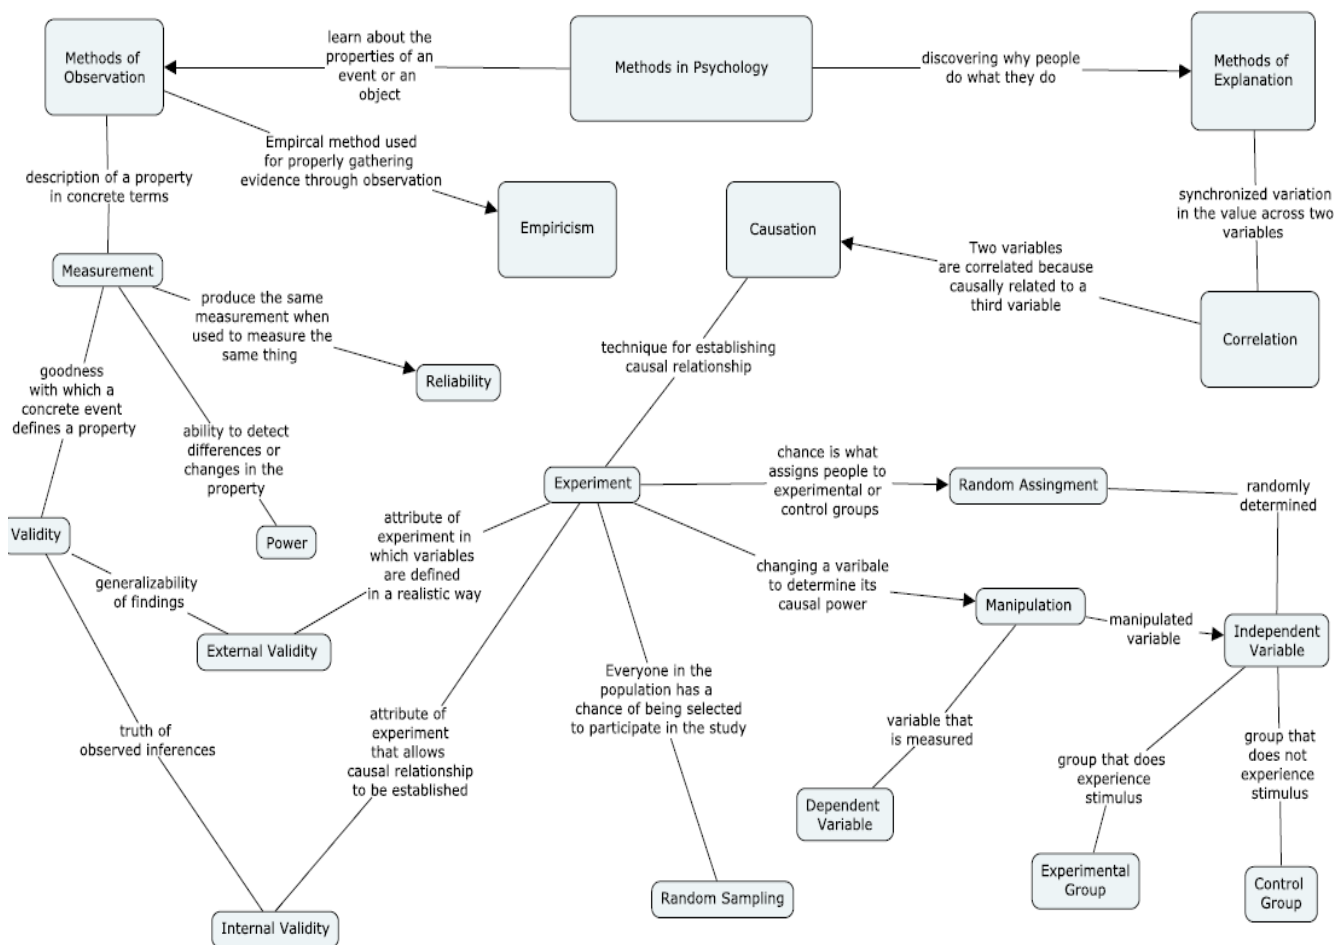 Methods of
Observation
learn about the
properties of an
event or an
object
Methods in Psychology
discovering why people
do what they do
Methods of
Explanation
Empircal method used
for properly gathering
evidence through observation
description of a property
in concrete terms
Empiricism
Causation
synchronized variation
in the value across two
variables
Two variables
are correlated because
causally related to a
third variable
Measurement
produce the same
measurement when
used to measure the
same thing
Correlation
technique for establishing
causal relationship
goodness
with which a
concrete event
defines a property
Reliability
ability to detect
differences or
changes in the
property
Experiment
chance is what
assigns people to
experimental or
control groups
Random Assingment
randomly
determined
Validity
Power
attribute of
experiment in
which variables
are defined
in a realistic way
generalizability
of findings
changing a varibale
to determine its
causal power
Manipulation
manipulated
variable
Independent
Variable
External Validity
Everyone in the
population has a
chance of being selected
to participate in the study
truth of
observed inferences
attribute of
experiment
that allows
causal relationship
to be established
variable that
is measured
group that does
experience
stimulus
group that
does not
experience
stimulus
Dependent
Variable
Experimental
Group
Control
Group
Random Sampling
Internal Validity